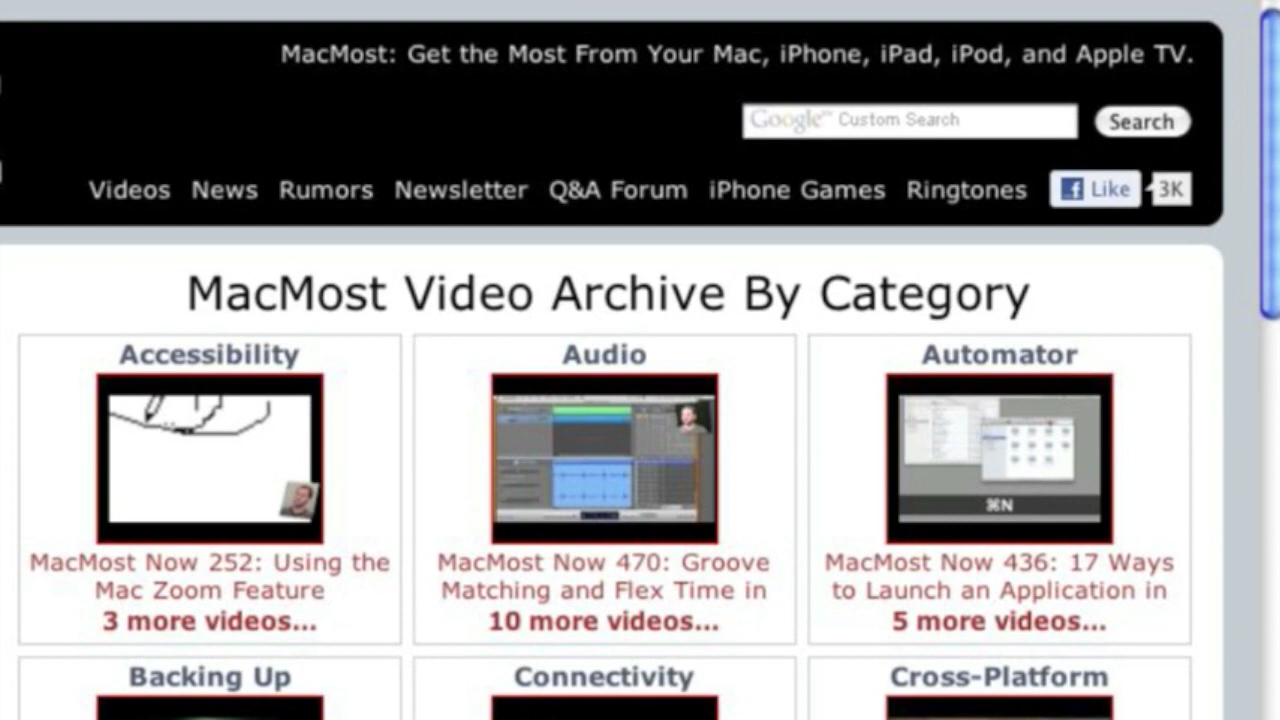 MacMost: Get the Most From Your Mac, iPhone, iPad, iPod, and Apple TV.
Google™ Custom Search Search
Videos News Rumors Newsletter Q&A Forum iPhone Games Ringtones Like 3K
MacMost Video Archive By Category
Accessibility Audio Automator
⌘N
MacMost Now 252: Using the MacMost Now 470: Groove MacMost Now 436: 17 Ways
Mac Zoom Feature Matching and Flex Time in to Launch an Application in
3 more videos... 10 more videos... 5 more videos...
Backing Up Connectivity Cross-Platform